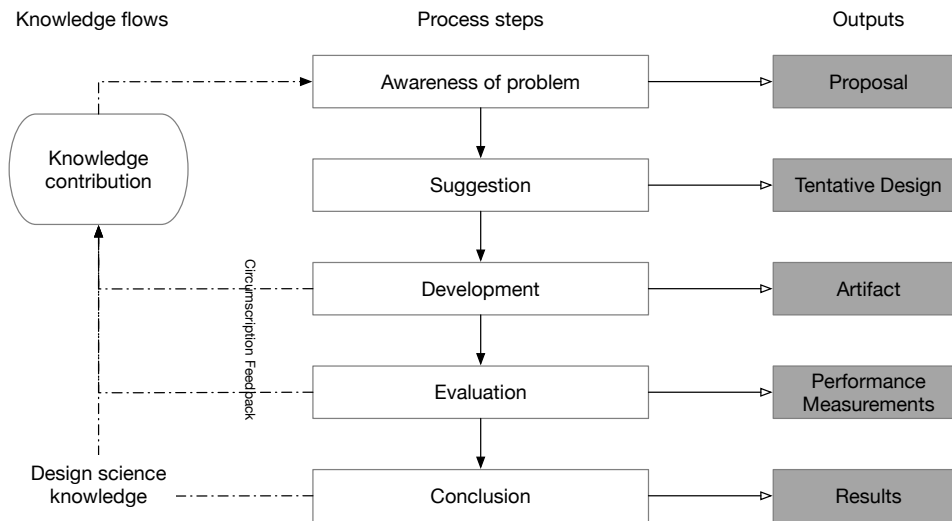 Knowledge flows
Process steps
Outputs
Awareness of problem
Proposal
Knowledge
contribution
Suggestion
Tentative Design
Circumscription Feedback
Development
Artifact
Evaluation
Performance
Measurements
Design science
knowledge
Conclusion
Results